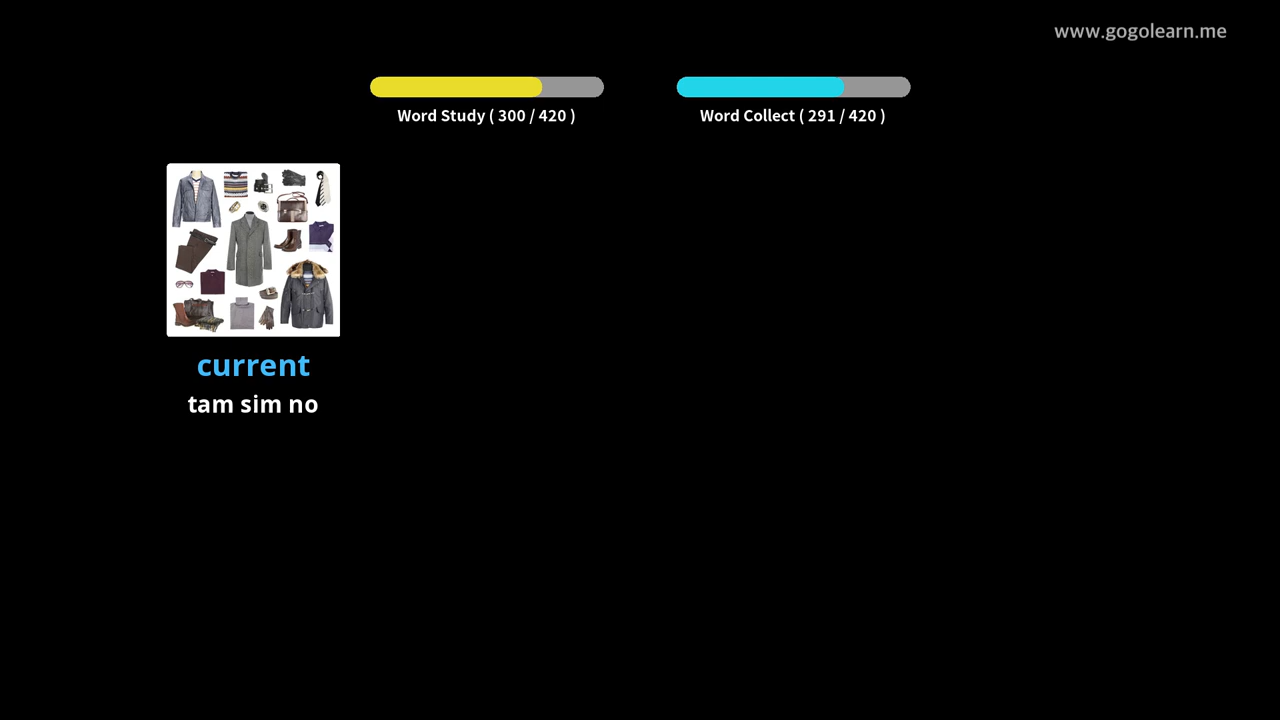 www.gogolearn.me
Word Study ( 300 / 420 )
Word Collect ( 291 / 420 )
current
tam sim no